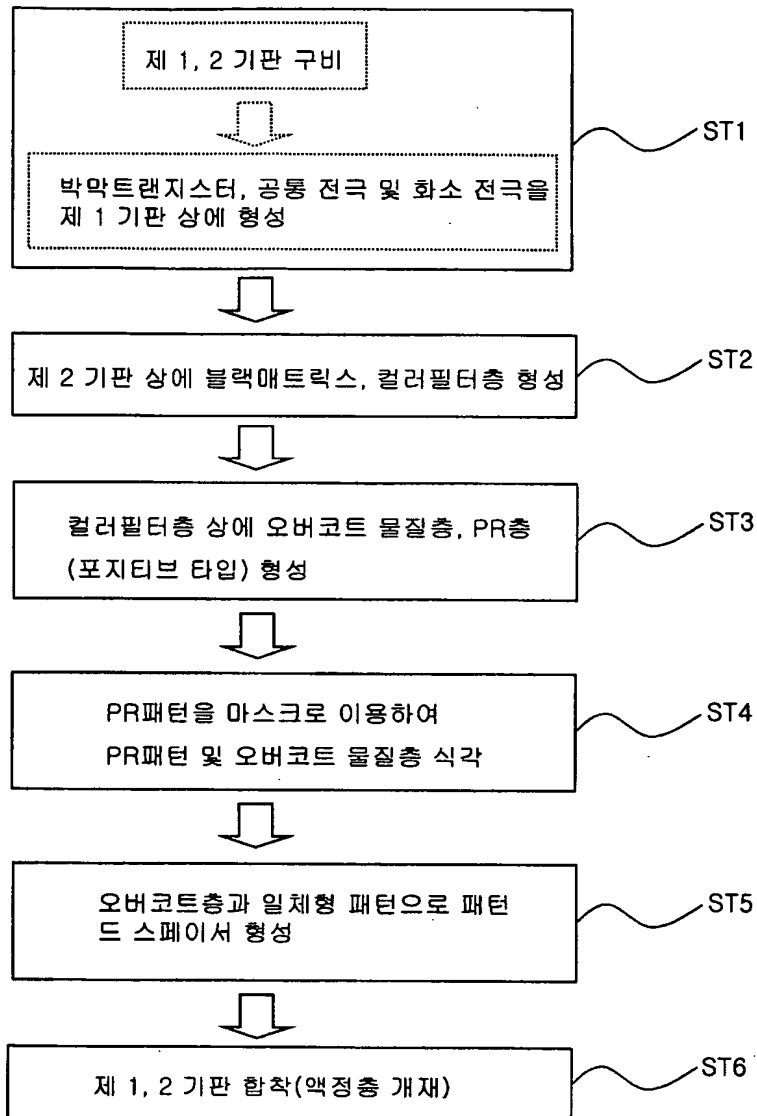 제 1, 2 기판 구비
박막트랜지스터, 공통 전극 및 화소 전극을
제 1 기판 상에 형성
ST1
제 2 기판 상에 블랙매트릭스, 컬러필터층 형성
ST2
컬러필터층 상에 오버코트 물질층, PR층
(포지티브 타입) 형성
ST3
PR패턴을 마스크로 이용하여
PR패턴 및 오버코트 물질층 식각
ST4
오버코트층과 일체형 패턴으로 패턴
드 스페이서 형성
ST5
제 1, 2 기판 합착(액정층 개재)
ST6